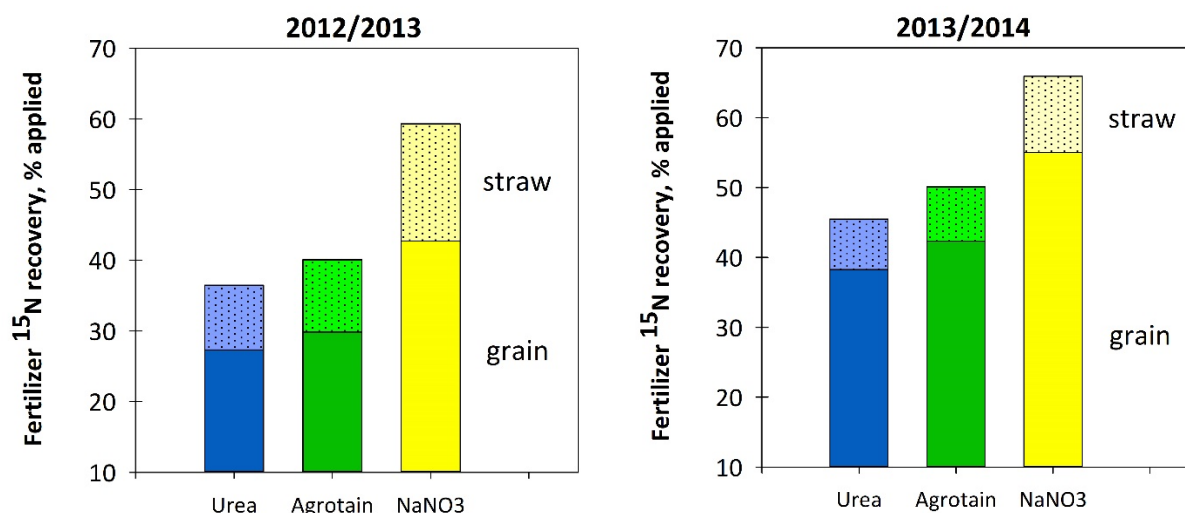 2012/2013
Fertilizer ¹⁵N recovery, % applied
70
60
50
40
30
20
10
straw
grain
Urea Agrotain NaNO3
2013/2014
Fertilizer ¹⁵N recovery, % applied
70
60
50
40
30
20
10
straw
grain
Urea Agrotain NaNO3